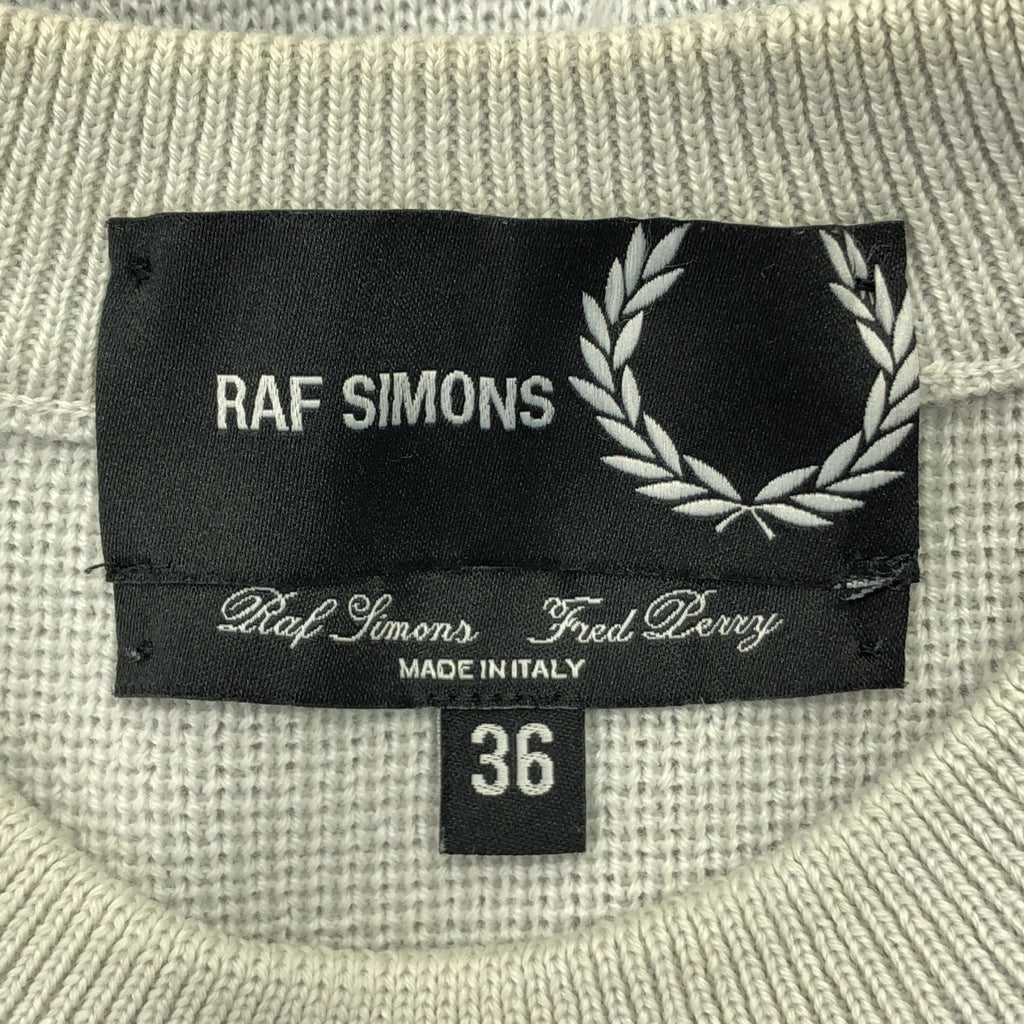 RAF SIMONS
Raf Simons Fred Perry
MADE IN ITALY
36